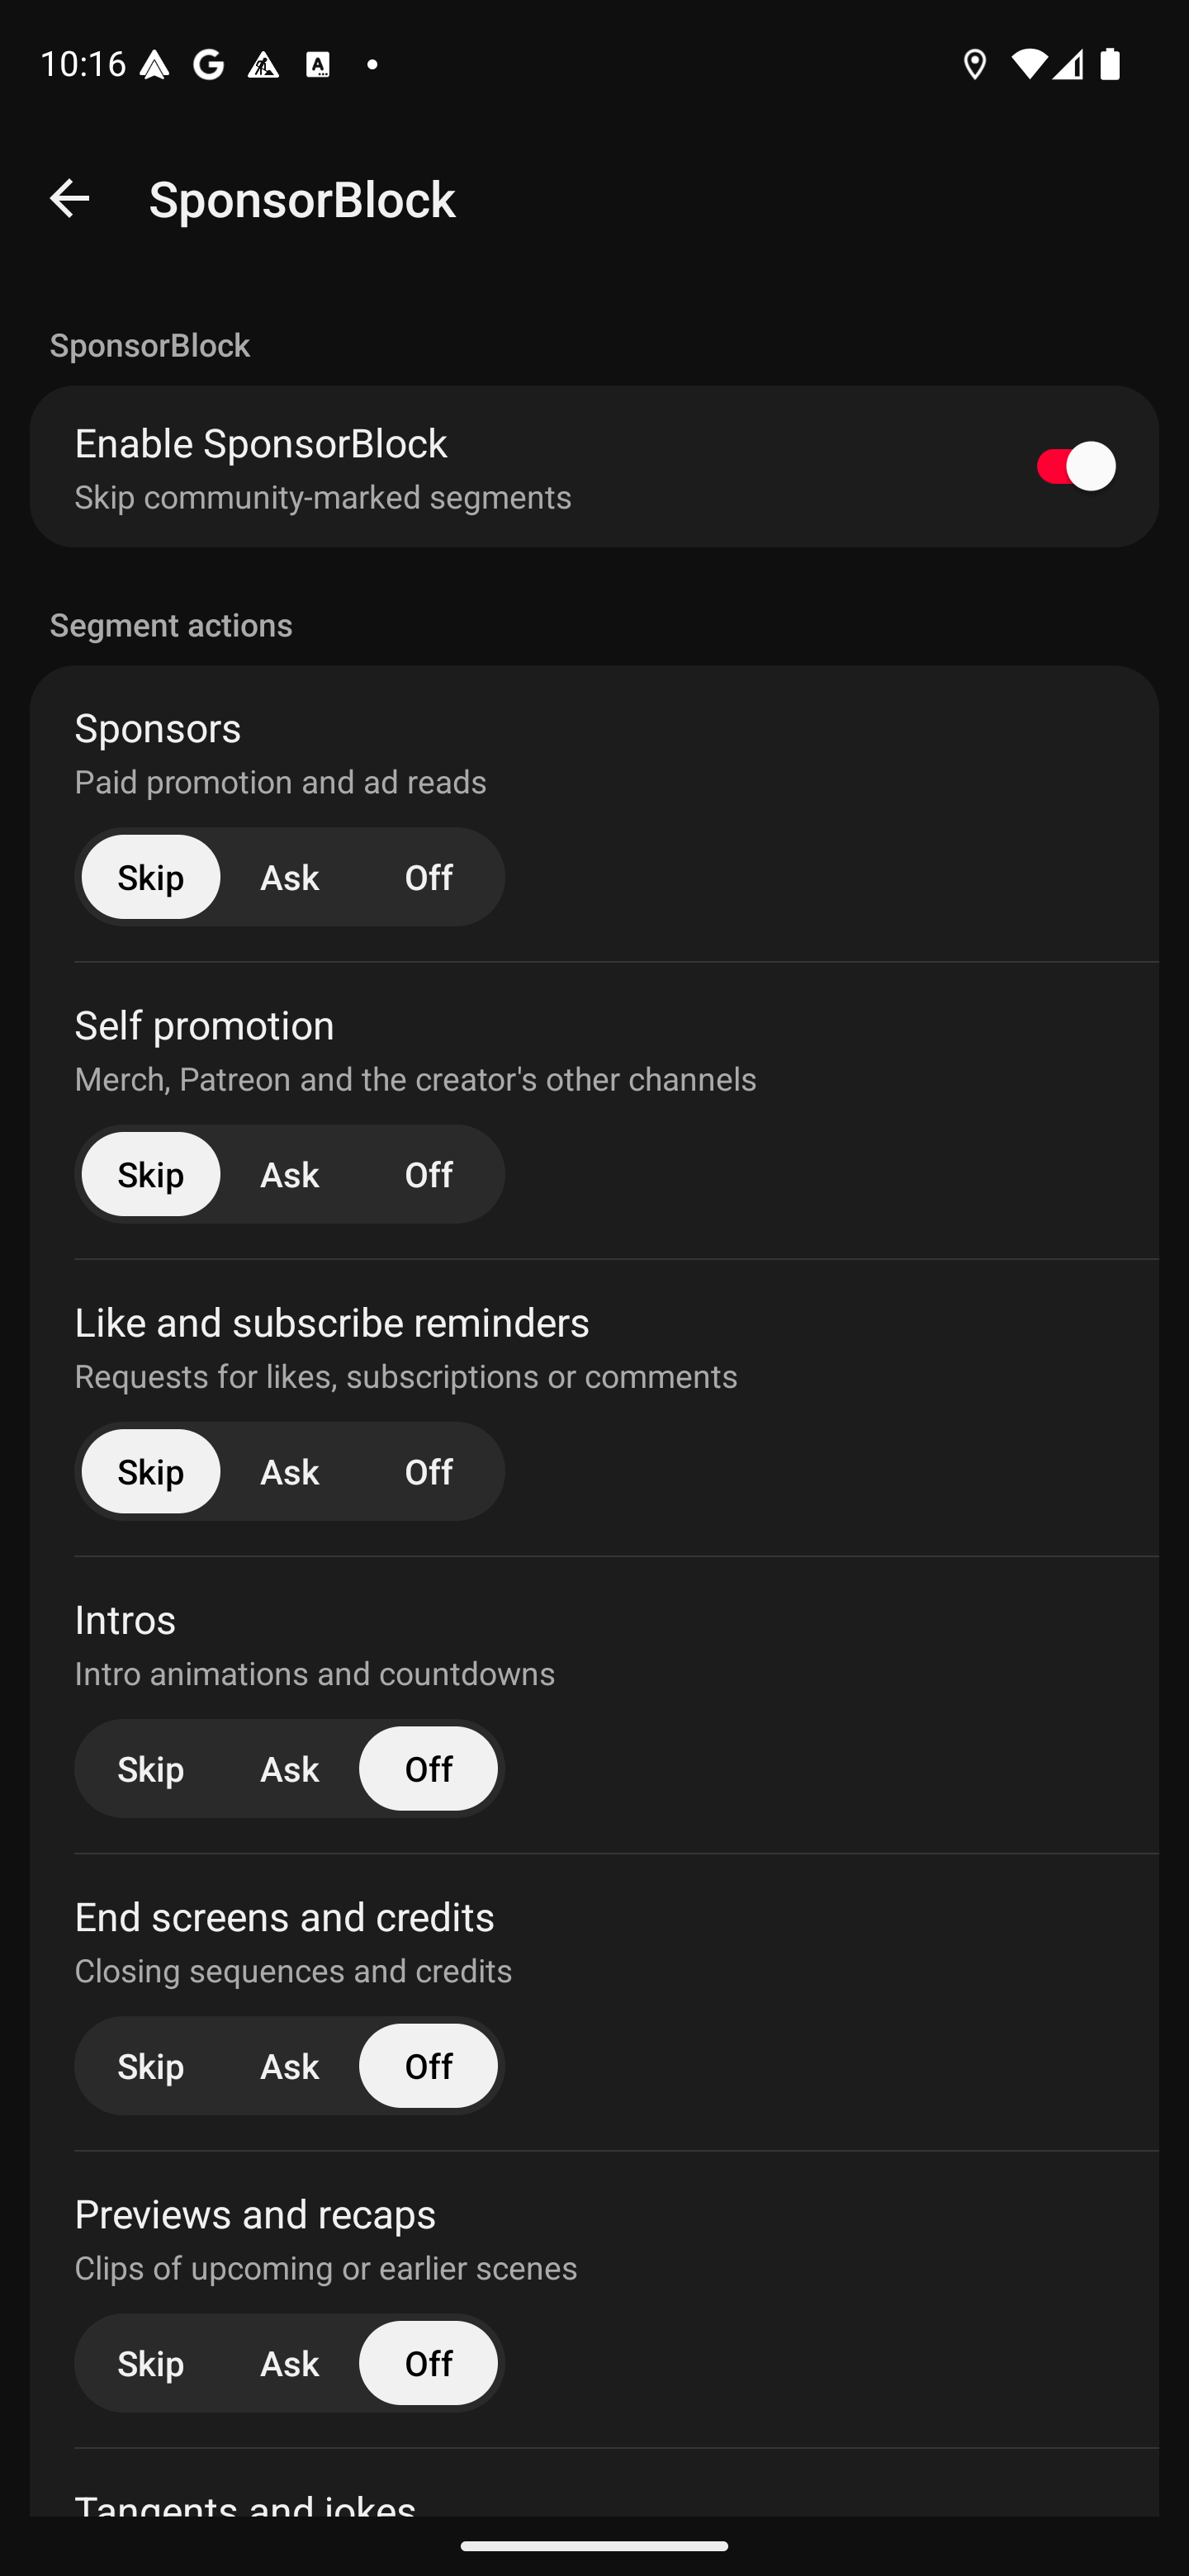 10:16
SponsorBlock
SponsorBlock
Enable SponsorBlock
Skip community-marked segments
Segment actions
Sponsors
Paid promotion and ad reads
Skip Ask Off
Self promotion
Merch, Patreon and the creator's other channels
Skip Ask Off
Like and subscribe reminders
Requests for likes, subscriptions or comments
Skip Ask Off
Intros
Intro animations and countdowns
Skip Ask Off
End screens and credits
Closing sequences and credits
Skip Ask Off
Previews and recaps
Clips of upcoming or earlier scenes
Skip Ask Off
Tangents and jokes